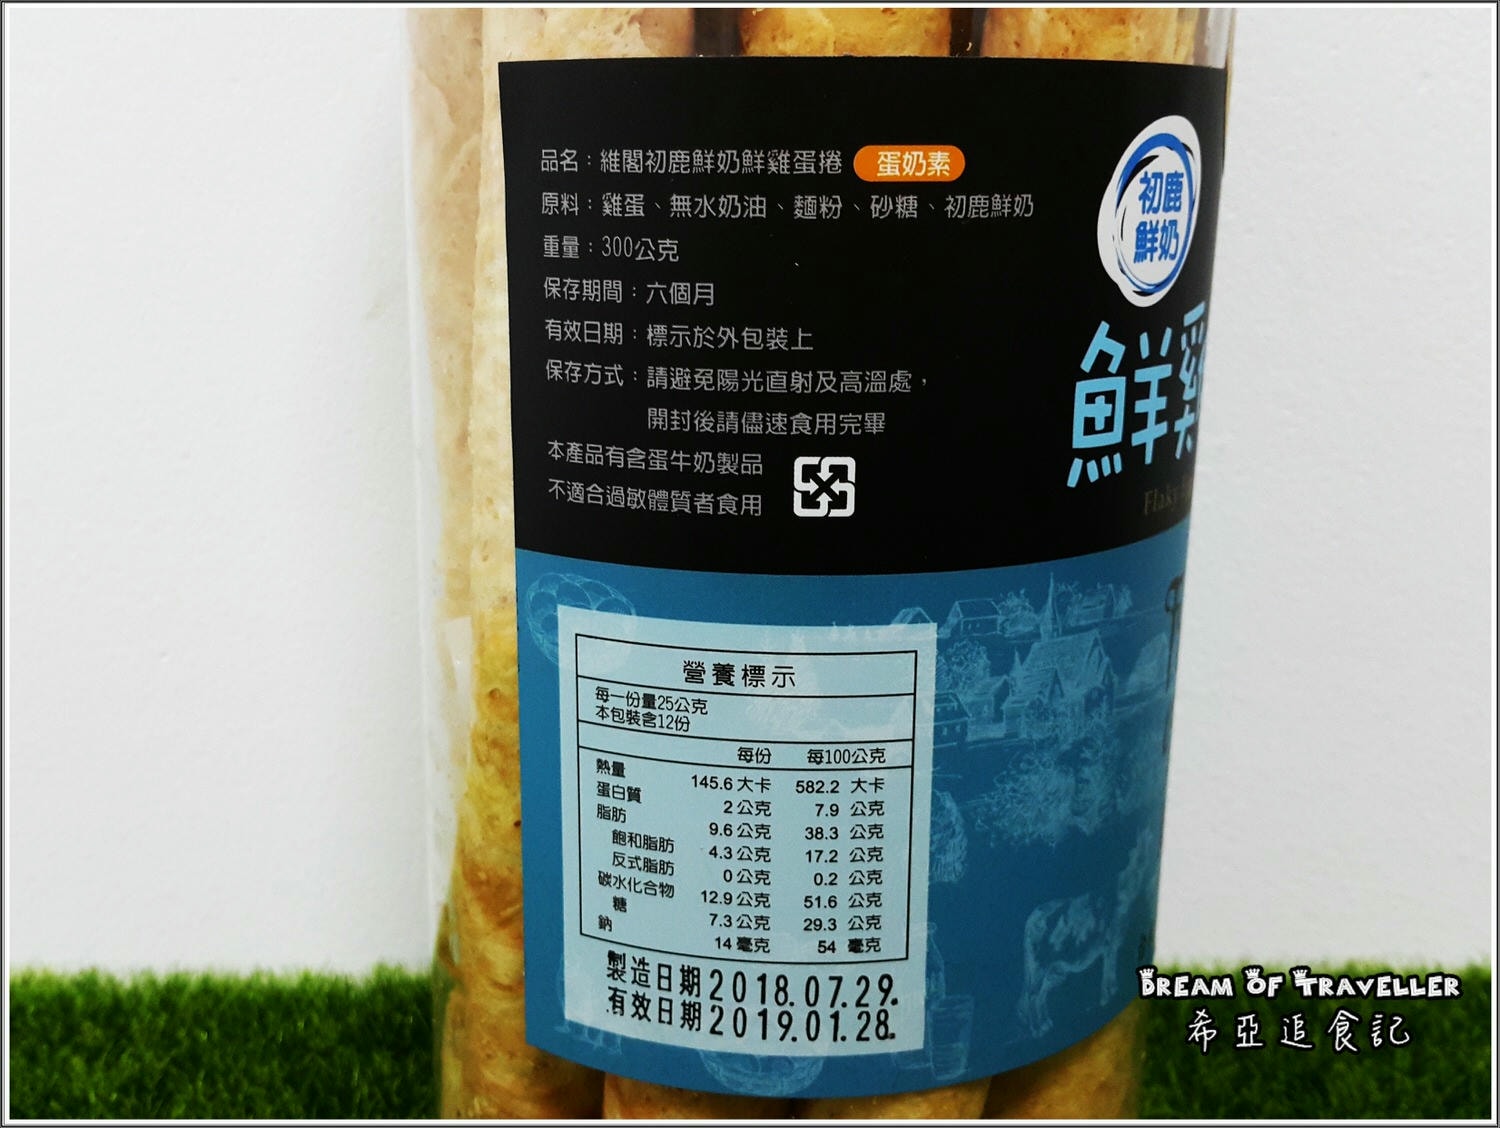 品名：維閣初鹿鮮奶鮮雞蛋捲 蛋奶素
原料：雞蛋、無水奶油、麵粉、砂糖、初鹿鮮奶
重量：300公克
保存期間：六個月
有效日期：標示於外包裝上
保存方式：請避免陽光直射及高溫處，
開封後請儘速食用完畢
本產品有含蛋牛奶製品
不適合過敏體質者食用
初鹿
鮮奶
鮮雞
Flaky
營養標示
每一份量25公克
本包裝含12份
每份 每100公克
熱量 145.6大卡 582.2 大卡
蛋白質 2公克 7.9 公克
脂肪 9.6公克 38.3 公克
飽和脂肪 4.3公克 17.2 公克
反式脂肪 0公克 0.2 公克
碳水化合物 12.9公克 51.6 公克
糖 7.3公克 29.3 公克
鈉 14毫克 54 毫克
製造日期2018.07.29.
有效日期2019.01.28.
DREAM OF TRAVELLER
希亞追食記